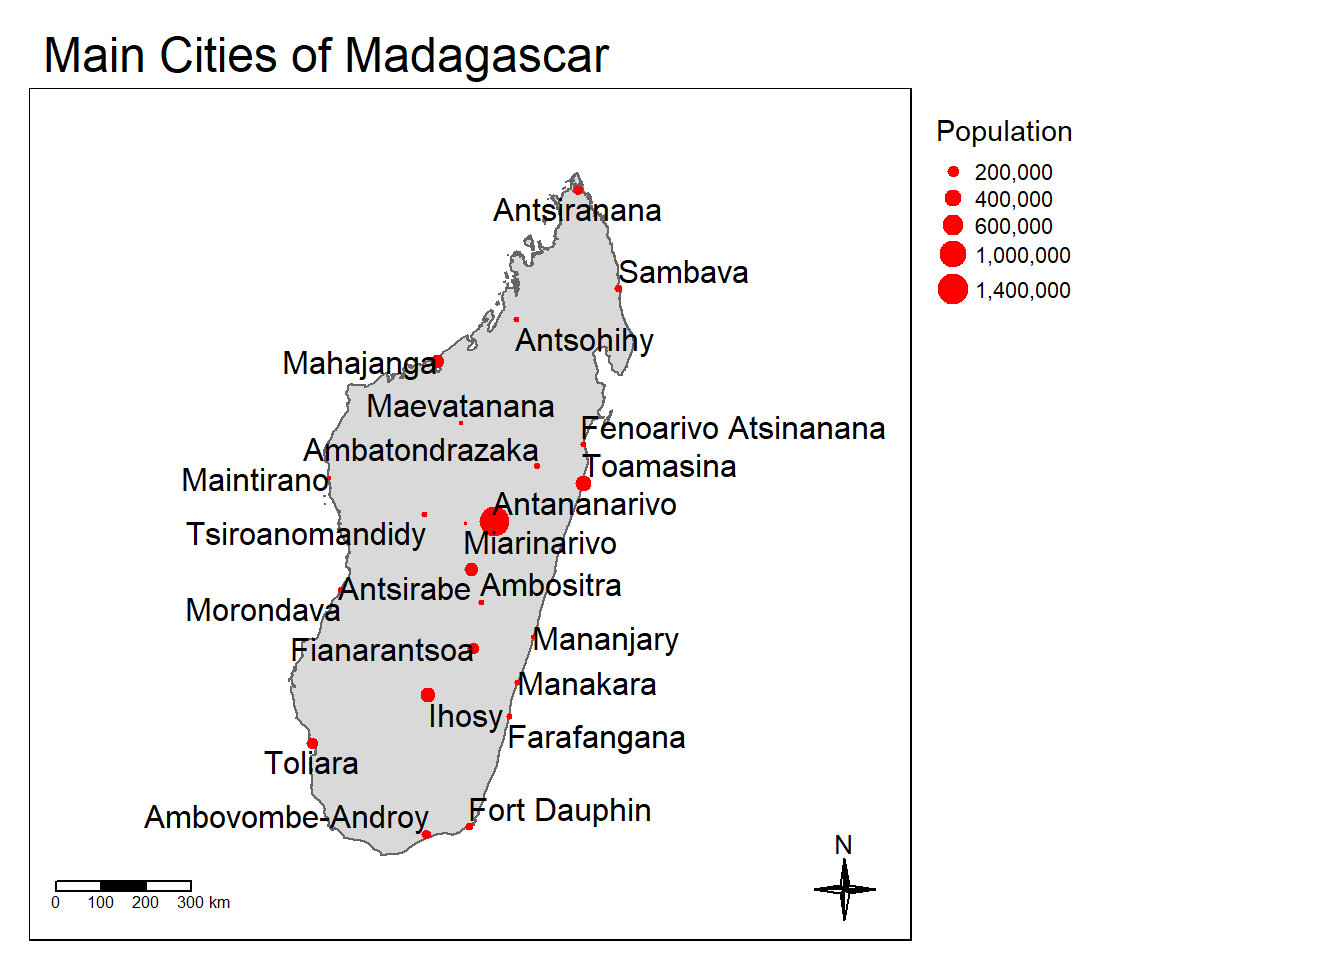 Main Cities of Madagascar
Population
200,000
400,000
600,000
1,000,000
1,400,000
Antsiranana
Sambava
Antsohihy
Mahajanga
Maevatanana
Fenoarivo Atsinanana
Ambatondrazaka
Toamasina
Maintirano
Antananarivo
Tsiroanomandidy
Miarinarivo
Antsirabe
Ambositra
Morondava
Fianarantsoa
Mananjary
Manakara
Ihosy
Farafangana
Toliara
Fort Dauphin
Ambovombe-Androy
N
0 100 200 300 km